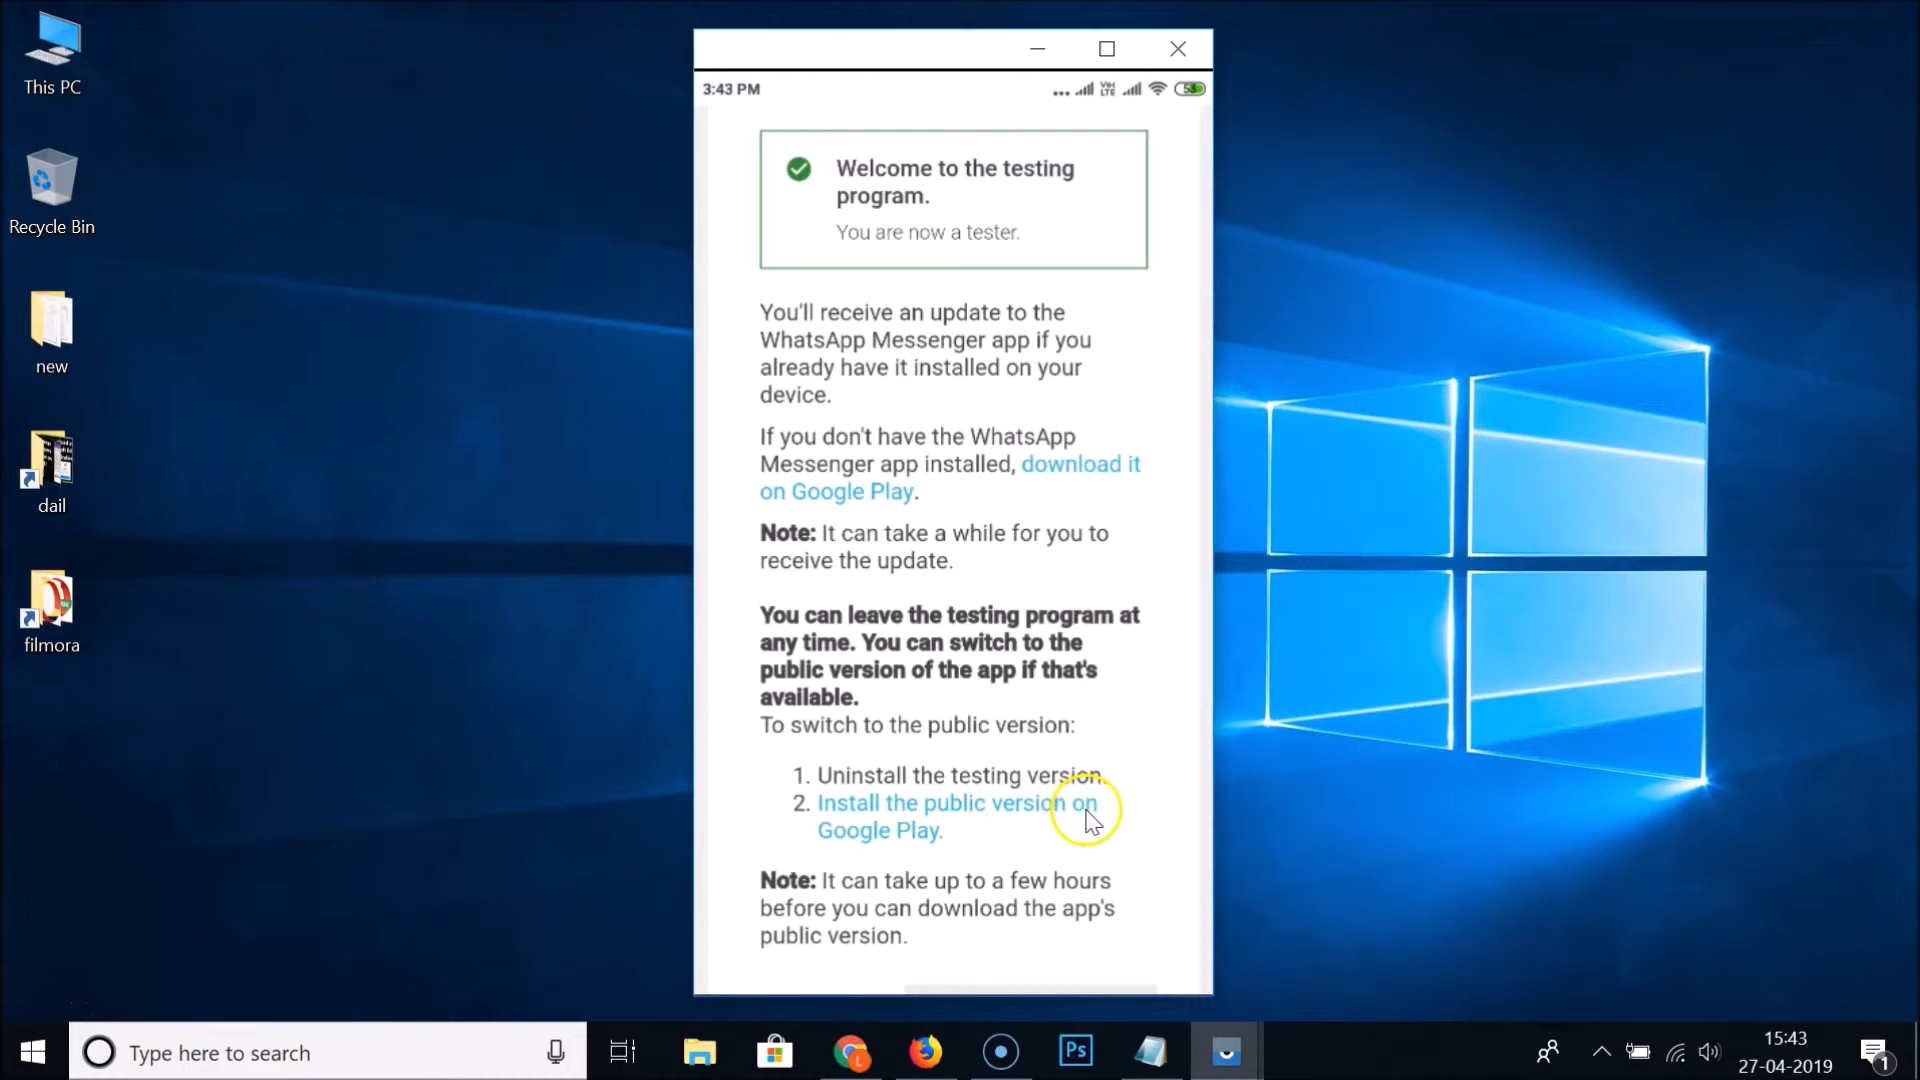 This PC
Recycle Bin
new
dail
filmora
3:43 PM
VoLTE
53
Welcome to the testing
program.
You are now a tester.
You'll receive an update to the
WhatsApp Messenger app if you
already have it installed on your
device.
If you don't have the WhatsApp
Messenger app installed, download it
on Google Play.
Note: It can take a while for you to
receive the update.
You can leave the testing program at
any time. You can switch to the
public version of the app if that's
available.
To switch to the public version:
1. Uninstall the testing version.
2. Install the public version on
Google Play.
Note: It can take up to a few hours
before you can download the app's
public version.
Type here to search
L
Ps
15:43
27-04-2019
1